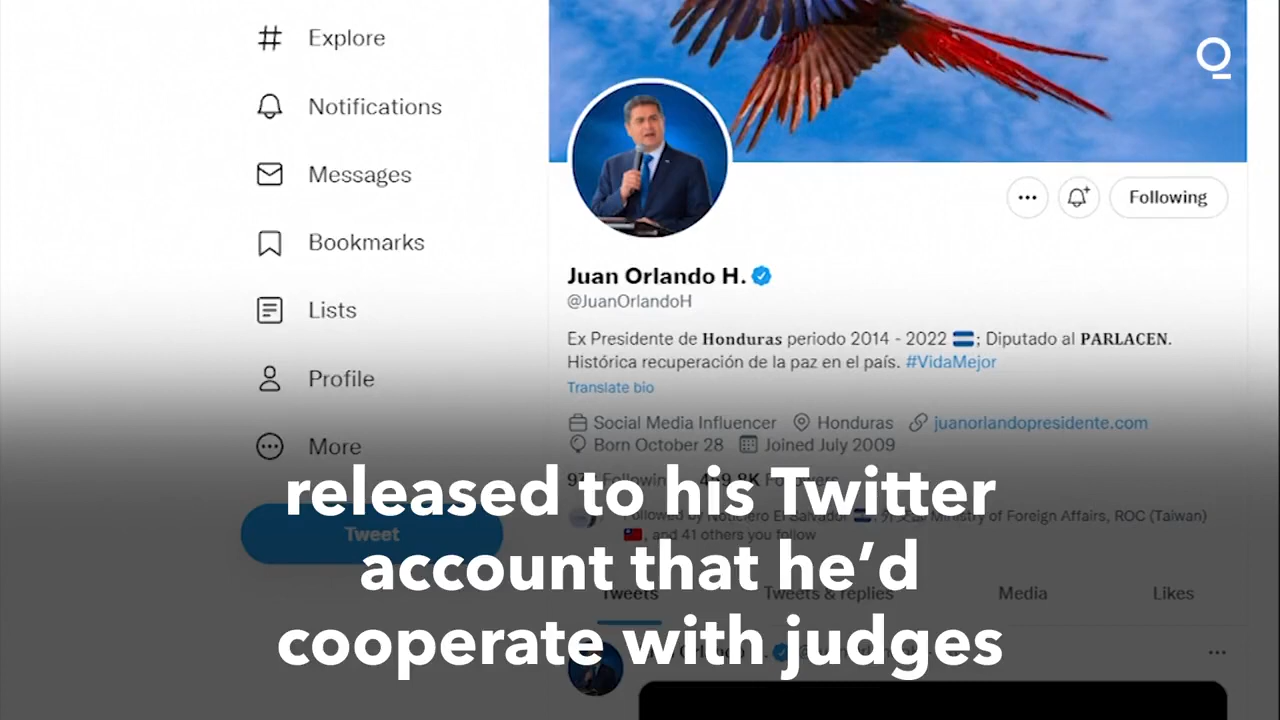 Explore
Notifications
Messages
Bookmarks
Lists
Profile
More
Tweet
Following
Juan Orlando H.
@JuanOrlandoH
Ex Presidente de Honduras periodo 2014 - 2022 ; Diputado al PARLACEN.
Histórica recuperación de la paz en el país. #VidaMejor
Translate bio
Social Media Influencer Honduras juanorlandopresidente.com
Born October 28 Joined July 2009
Followed by Noticiero El Salvador Ministry of Foreign Affairs, ROC (Taiwan)
, and 41 others you follow
Tweets Tweets & replies Media Likes
released to his Twitter
account that he'd
cooperate with judges